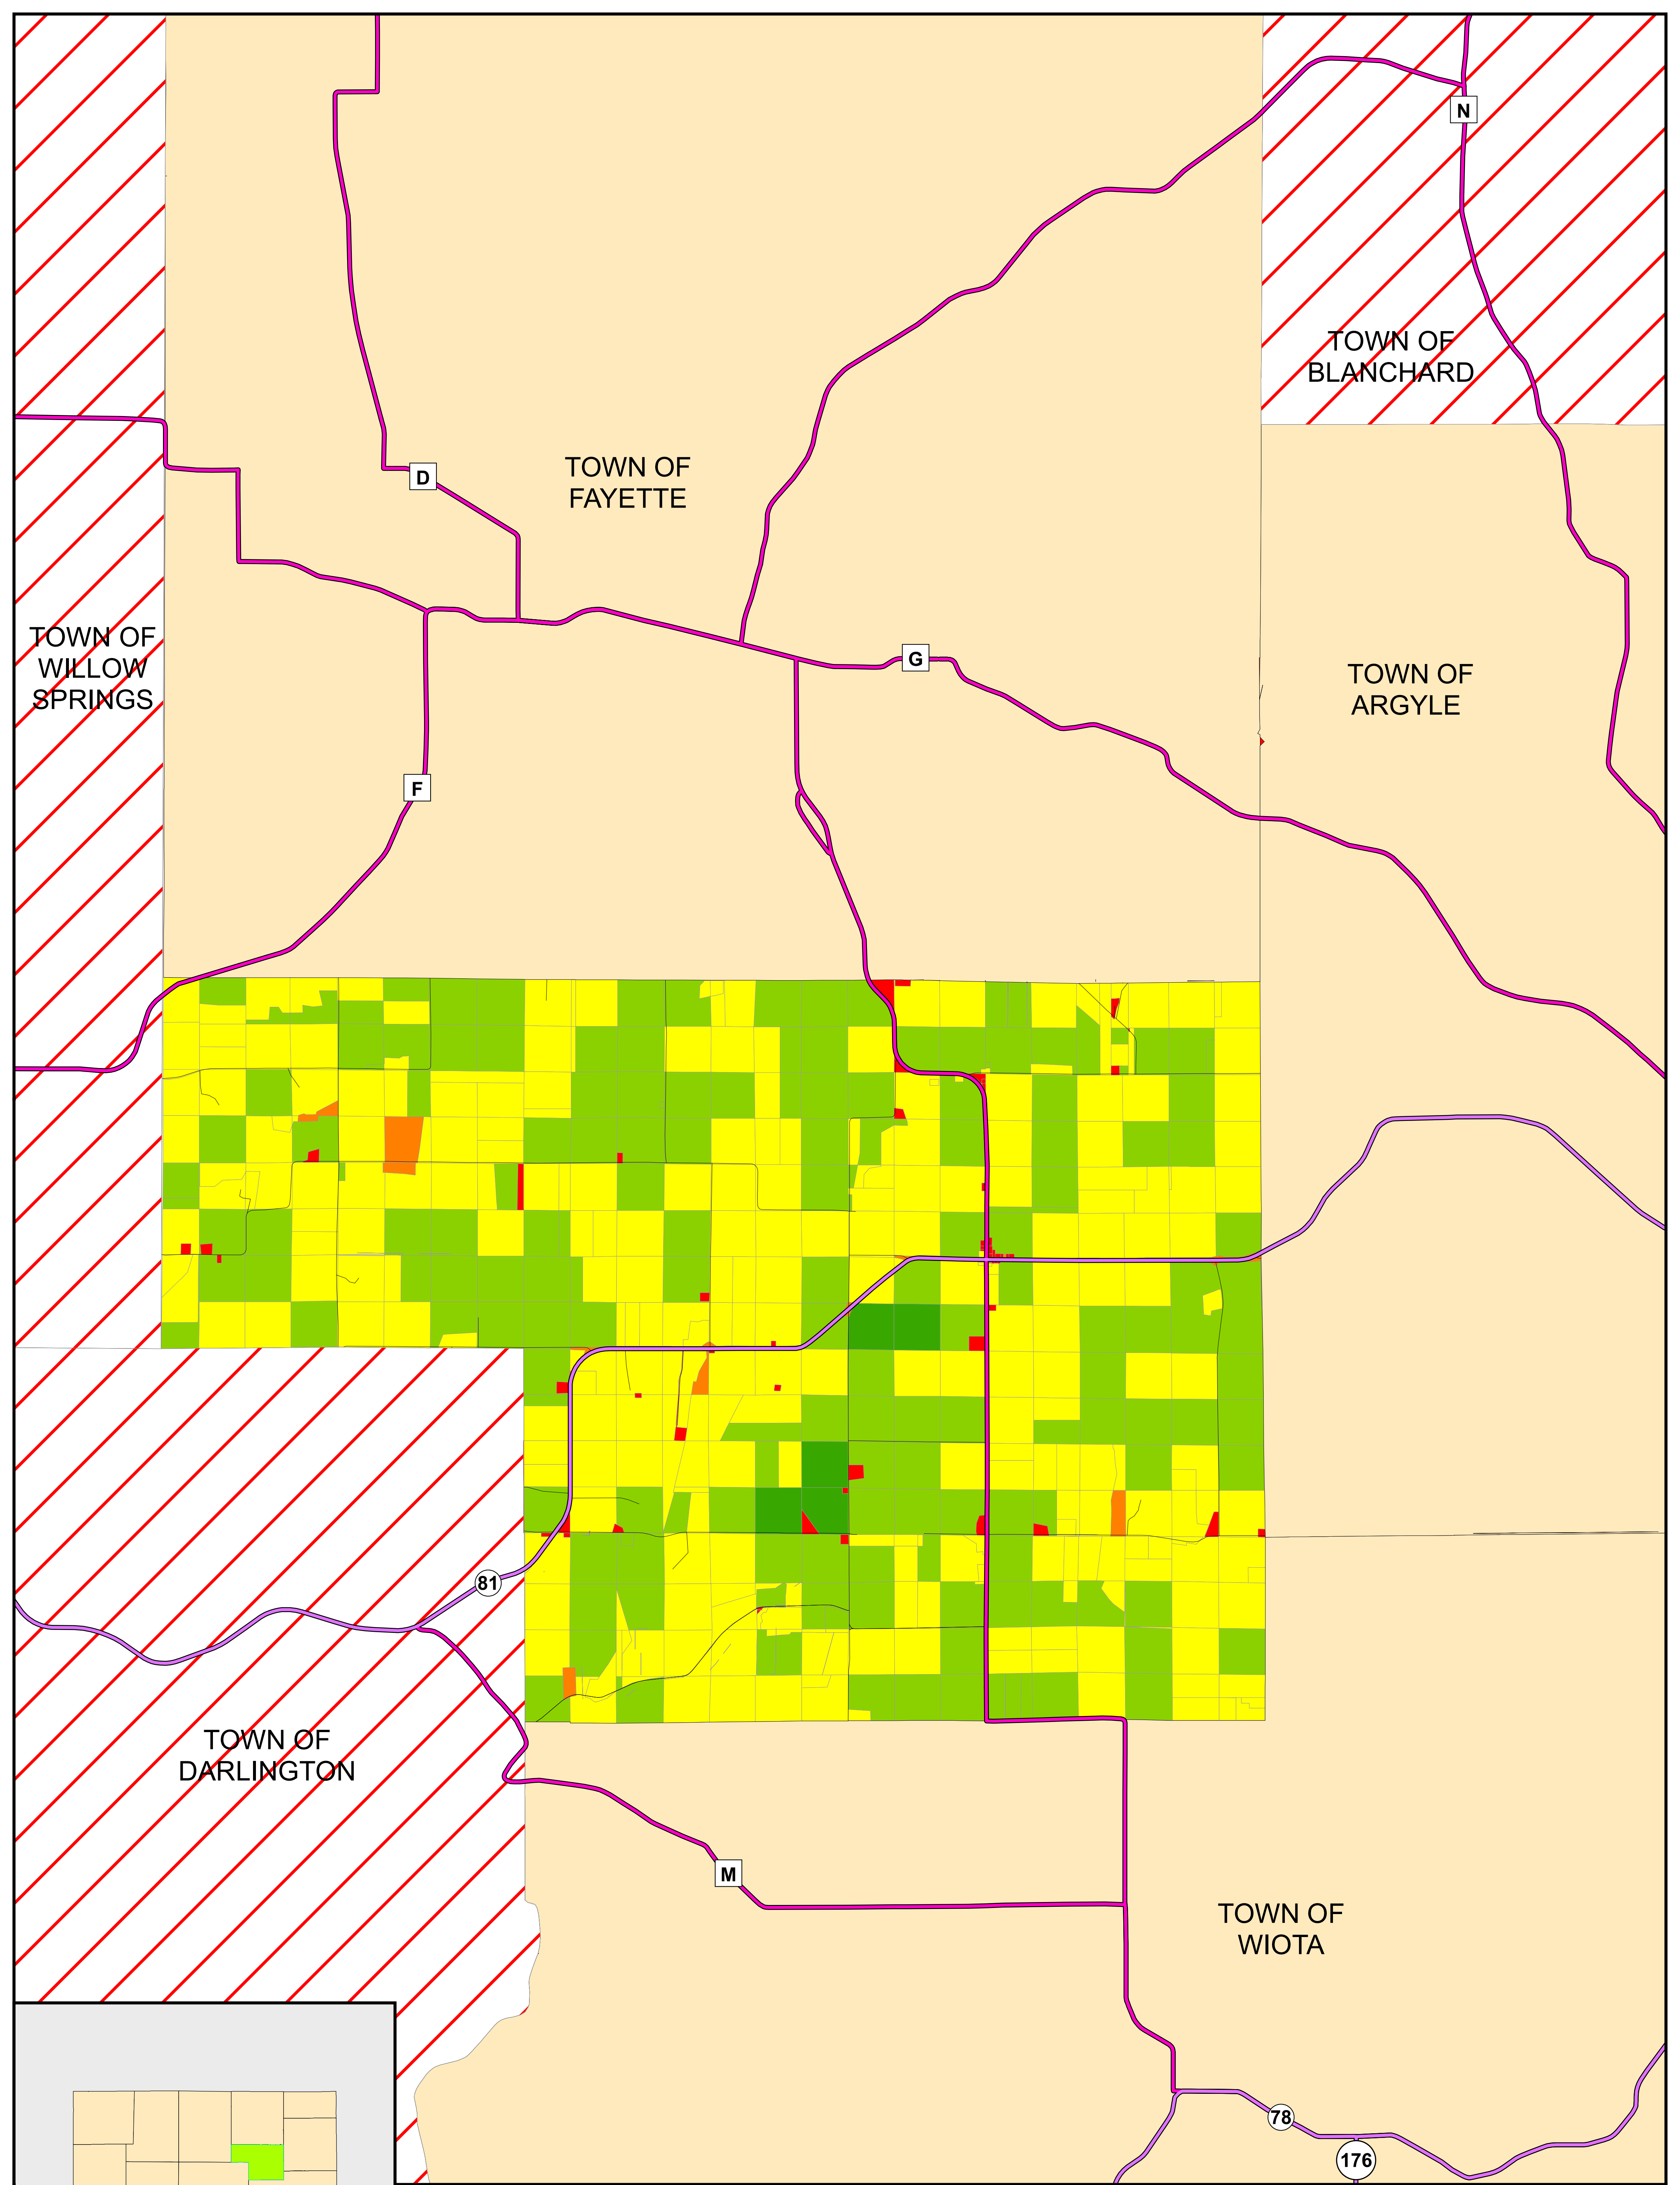 N
TOWN OF
BLANCHARD
TOWN OF
FAYETTE
D
TOWN OF
WILLOW
SPRINGS
G
TOWN OF
ARGYLE
F
81
TOWN OF
DARLINGTON
M
TOWN OF
WIOTA
78
176